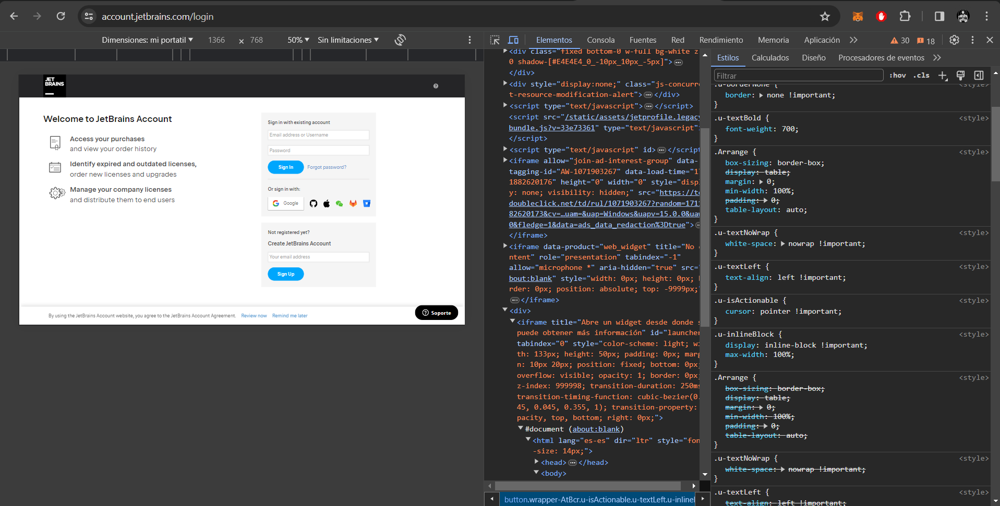 account.jetbrains.com/login
Dimensiones: mi portatil ▼ 1366 × 768 50% ▼ Sin limitaciones ▼
JET
BRAINS
Welcome to JetBrains Account
Access your purchases
and view your order history
Identify expired and outdated licenses,
order new licenses and upgrades
Manage your company licenses
and distribute them to end users
Sign in with existing account
Email address or Username
Password
Sign In Forgot password?
Or sign in with:
Google
Not registered yet?
Create JetBrains Account
Your email address
Sign Up
By using the JetBrains Account website, you agree to the JetBrains Account Agreement. Review now Remind me later
Soporte
Elementos Consola Fuentes Red Rendimiento Memoria Aplicación 30 18
<div class="fixed bottom-0 w-full bg-white z
0 shadow-[#E4E4E4_0_-10px_10px_-5px]">
</div>
<div style="display:none;" class="js-concurre
t-resource-modification-alert"></div>
<script type="text/javascript"></script>
<script src="/static/assets/jetprofile.legacy
bundle.js?v=33e73361" type="text/javascript"
</script>
<script type="text/javascript" id></script
<iframe allow="join-ad-interest-group" data-
tagging-id="AW-1071903267" data-load-time="17
1882620176" height="0" width="0" style="disp
y: none; visibility: hidden;" src="https://t
doubleclick.net/td/rul/1071903267?random=171
82620173&cv=…uam=&uap=Windows&uapv=15.0.0&uaw
0&fledge=1&data=ads_data_redaction%3Dtrue">
</iframe>
<iframe data-product="web_widget" title="No
ntent" role="presentation" tabindex="-1"
allow="microphone *" aria-hidden="true" src="
bout:blank" style="width: 0px; height: 0px;
rder: 0px; position: absolute; top: -9999px;"
</iframe>
<div>
<iframe title="Abre un widget desde donde s
puede obtener más información" id="launcher
tabindex="0" style="color-scheme: light; wi
th: 133px; height: 50px; padding: 0px; marg
n: 10px 20px; position: fixed; bottom: 0px;
overflow: visible; opacity: 1; border: 0px;
z-index: 999998; transition-duration: 250ms
transition-timing-function: cubic-bezier(0.
45, 0.045, 0.355, 1); transition-property:
pacity, top, bottom; right: 0px;">
#document (about:blank)
<html lang="es-es" dir="ltr" style="fon
-size: 14px;">
<head></head>
<body>
button.wrapper-AtBcr.u-isActionable.u-textLeft.u-inlinel
Estilos Calculados Diseño Procesadores de eventos
Filtrar :hov .cls
.u-borderNone { <style>
border: none !important;
}
.u-textBold { <style>
font-weight: 700;
}
.Arrange { <style>
box-sizing: border-box;
display: table;
margin: 0;
min-width: 100%;
padding: 0;
table-layout: auto;
}
.u-textNoWrap { <style>
white-space: nowrap !important;
}
.u-textLeft { <style>
text-align: left !important;
}
.u-isActionable { <style>
cursor: pointer !important;
}
.u-inlineBlock { <style>
display: inline-block !important;
max-width: 100%;
}
.Arrange { <style>
box-sizing: border-box;
display: table;
margin: 0;
min-width: 100%;
padding: 0;
table-layout: auto;
}
.u-textNoWrap { <style>
white-space: nowrap !important;
}
.u-textLeft { <style>
text-align: left !important;